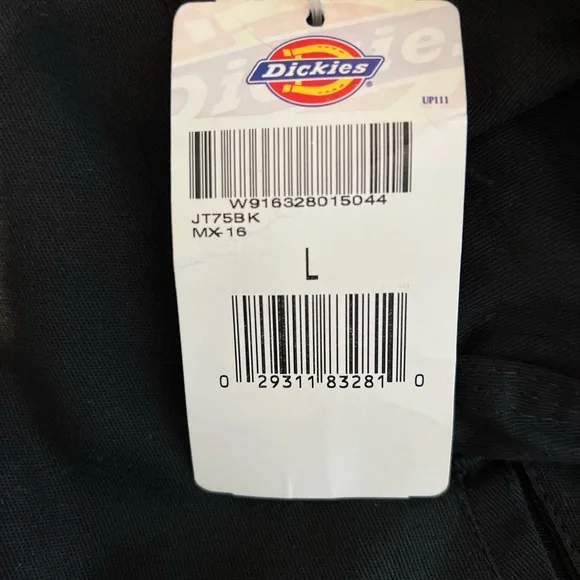 Dickies
UP111
W916328015044
JT75BK
MX-16
L
0 29311 83281 0